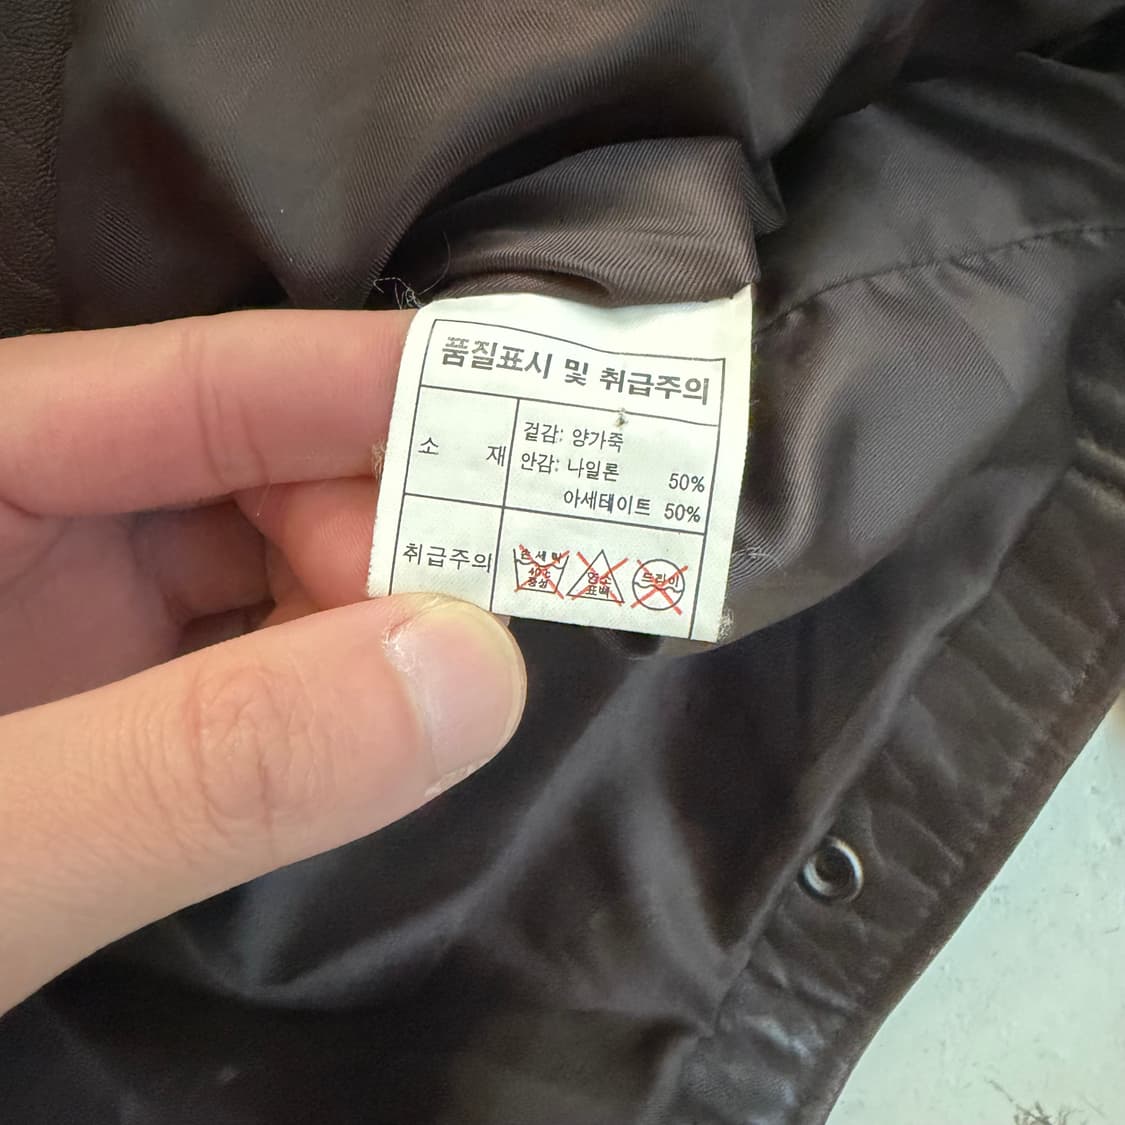 품질표시 및 취급주의
소 재
겉감: 양가죽
안감: 나일론 50%
아세테이트 50%
취급주의
손세탁
40℃
중성
염소
표백
드라이